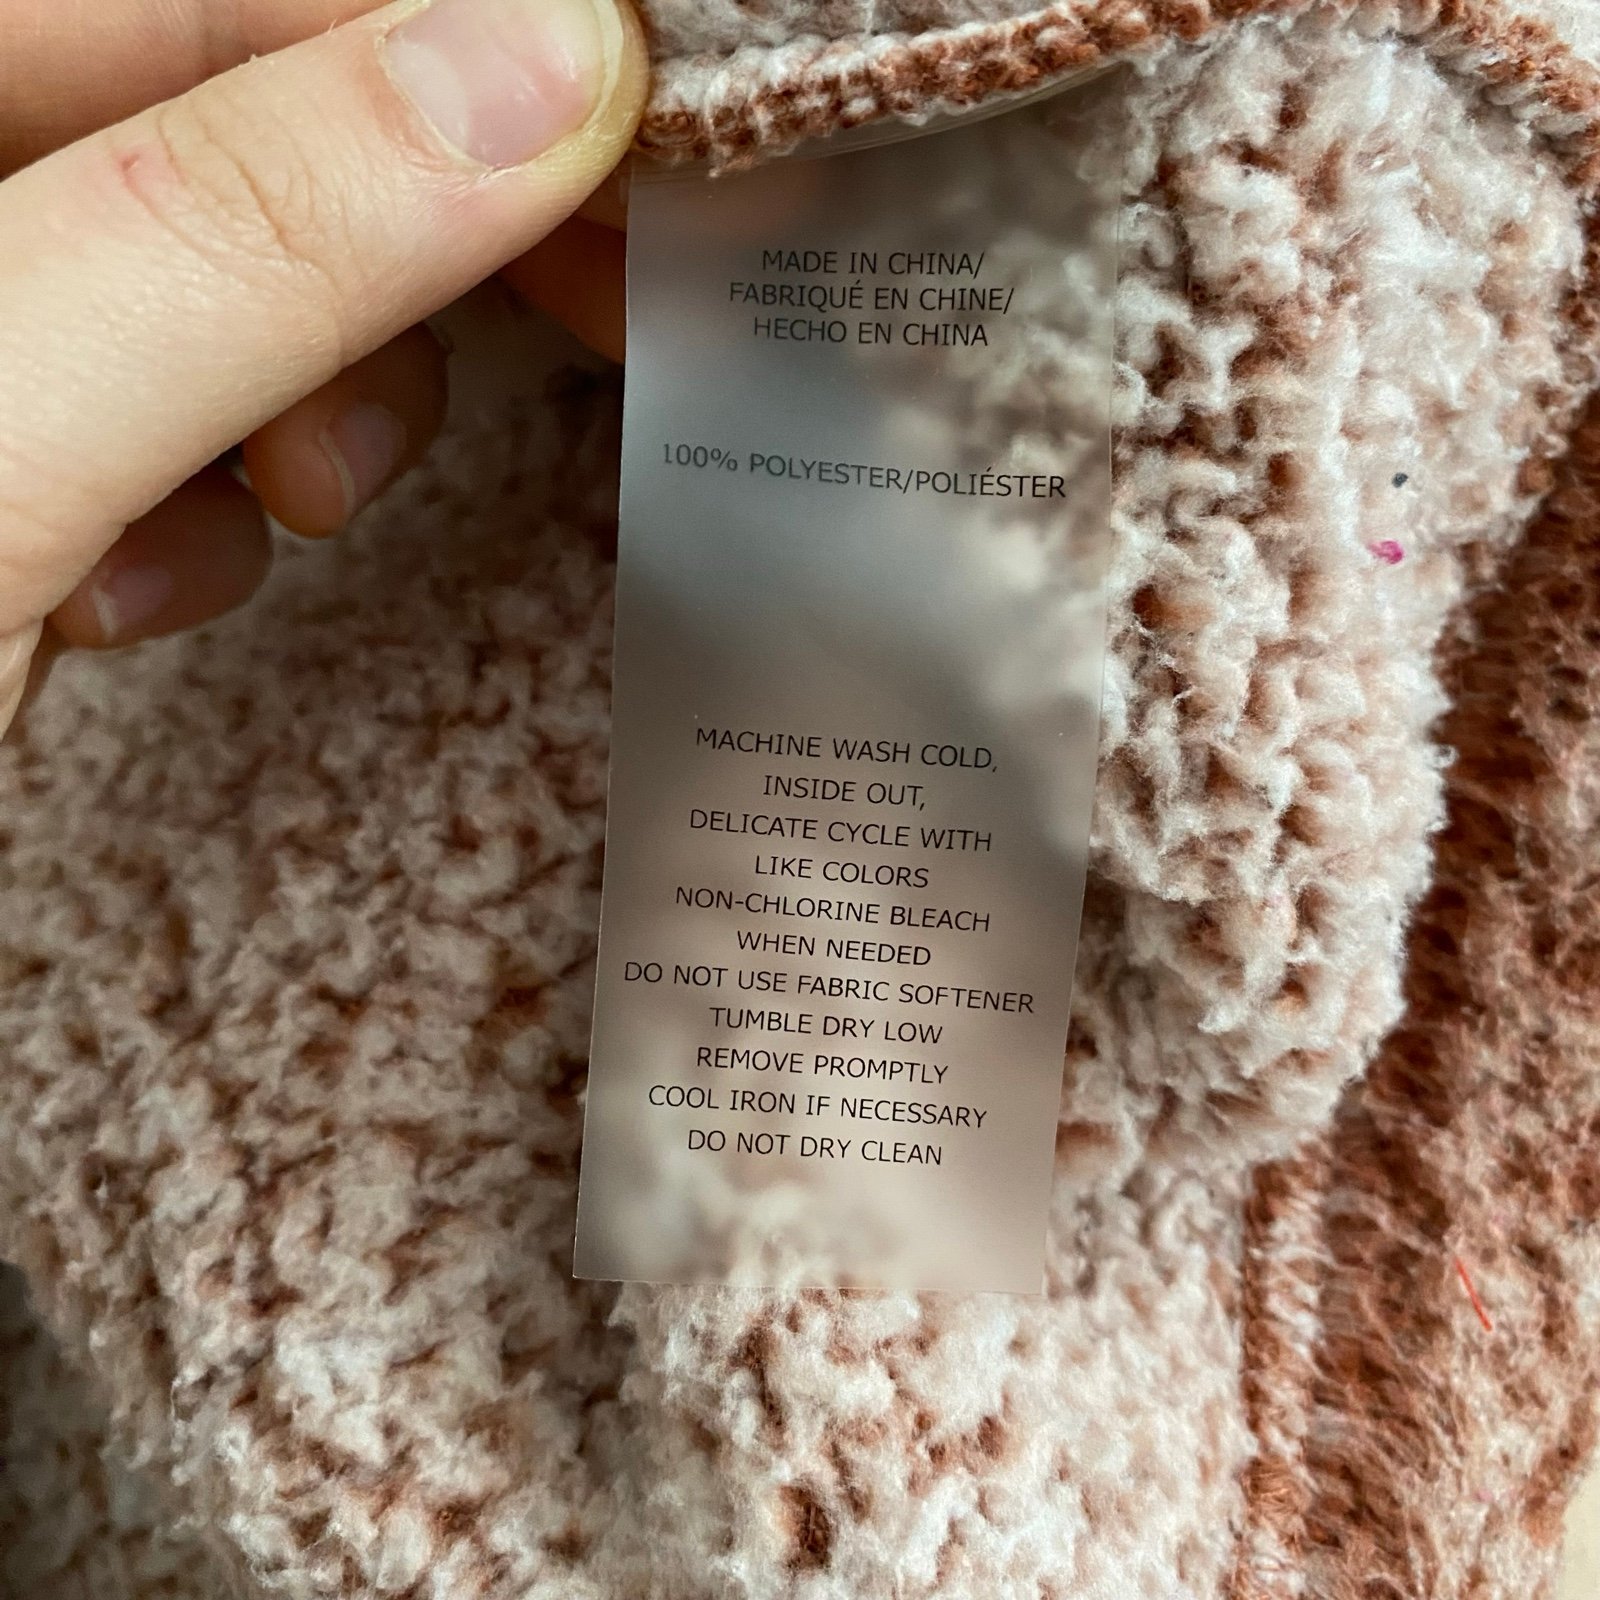 MADE IN CHINA/
FABRIQUÉ EN CHINE/
HECHO EN CHINA
100% POLYESTER/POLIÉSTER
MACHINE WASH COLD,
INSIDE OUT,
DELICATE CYCLE WITH
LIKE COLORS
NON-CHLORINE BLEACH
WHEN NEEDED
DO NOT USE FABRIC SOFTENER
TUMBLE DRY LOW
REMOVE PROMPTLY
COOL IRON IF NECESSARY
DO NOT DRY CLEAN